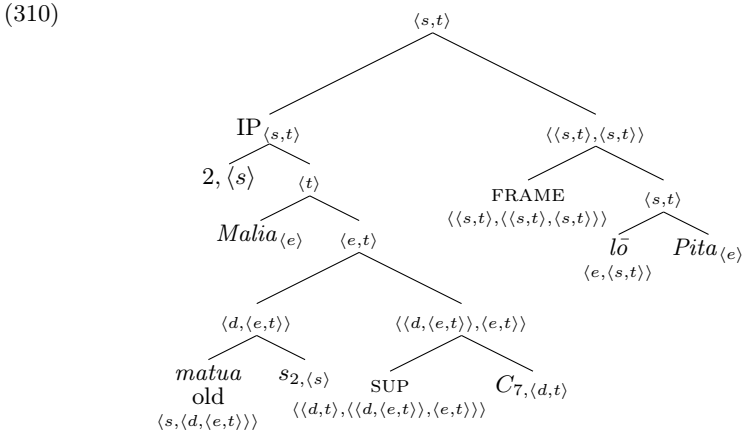 (310)
⟨s,t⟩
IP⟨s,t⟩
⟨⟨s,t⟩,⟨s,t⟩⟩
2,⟨s⟩
⟨t⟩
FRAME
⟨⟨s,t⟩,⟨⟨s,t⟩,⟨s,t⟩⟩⟩
⟨s,t⟩
Malia⟨e⟩
⟨e,t⟩
lō
⟨e,⟨s,t⟩⟩
Pita⟨e⟩
⟨d,⟨e,t⟩⟩
⟨⟨d,⟨e,t⟩⟩,⟨e,t⟩⟩
matua
old
⟨s,⟨d,⟨e,t⟩⟩⟩
s2,⟨s⟩
SUP
⟨⟨d,t⟩,⟨⟨d,⟨e,t⟩⟩,⟨e,t⟩⟩⟩
C7,⟨d,t⟩